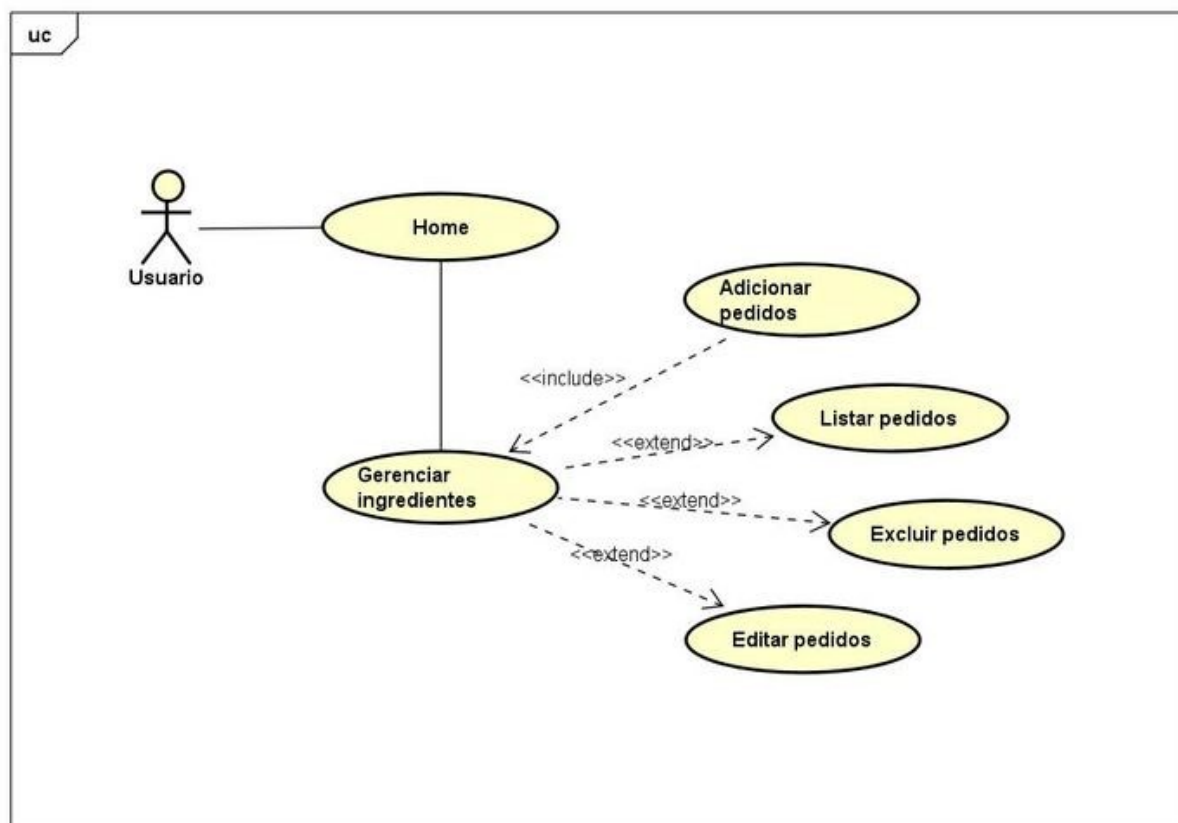 uc
Home
Usuario
Adicionar
pedidos
<<include>>
Listar pedidos
<<extend>>
Gerenciar
ingredientes
<<extend>>
Excluir pedidos
<<extend>>
Editar pedidos